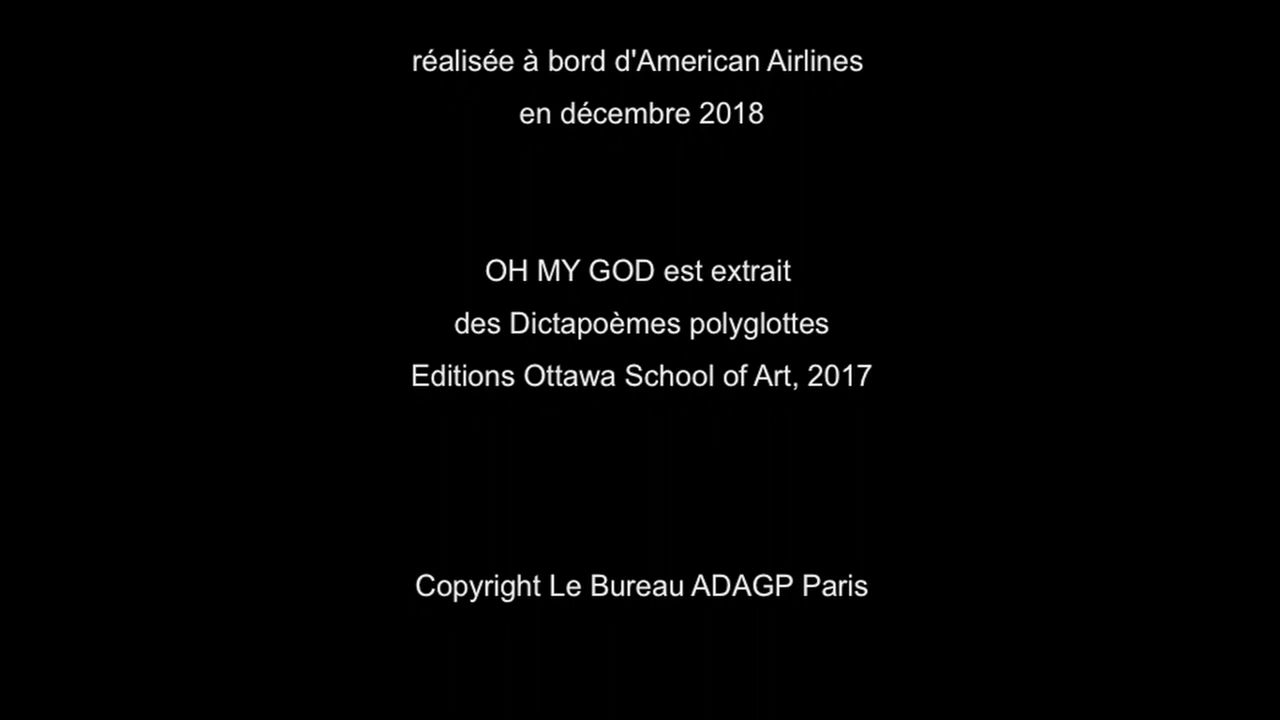 réalisée à bord d'American Airlines
en décembre 2018
OH MY GOD est extrait
des Dictapoèmes polyglottes
Editions Ottawa School of Art, 2017
Copyright Le Bureau ADAGP Paris